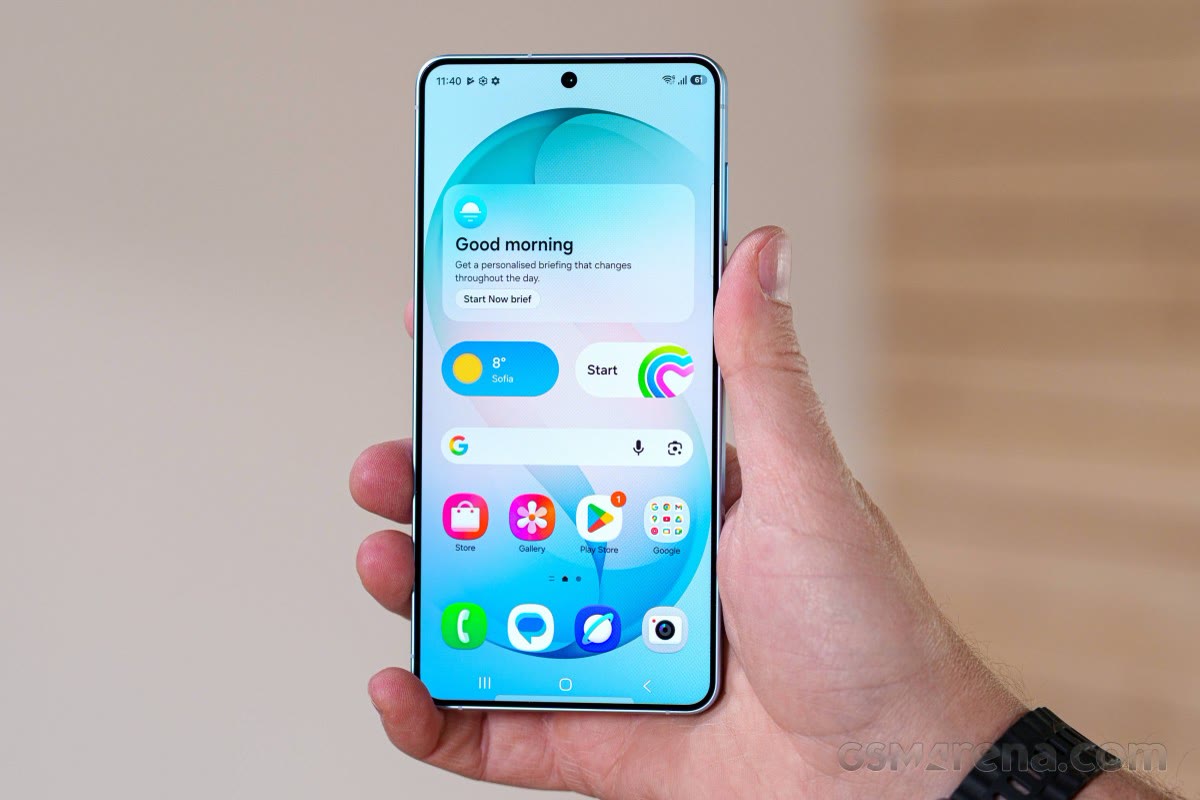 11:40
61
Good morning
Get a personalised briefing that changes
throughout the day.
Start Now brief
8°
Sofia
Start
G
1
Store
Gallery
Play Store
Google
GSMArena.com